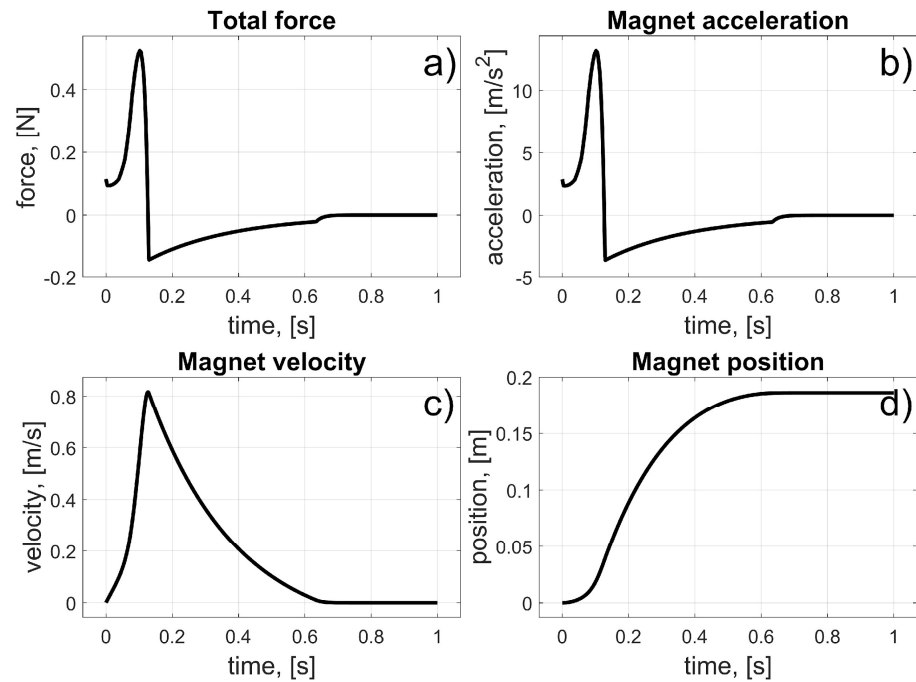 Total force
a)
force, [N]
0.4
0.2
0
-0.2
0 0.2 0.4 0.6 0.8 1
time, [s]
Magnet acceleration
b)
acceleration, [m/s²]
10
5
0
-5
0 0.2 0.4 0.6 0.8 1
time, [s]
Magnet velocity
c)
velocity, [m/s]
0.8
0.6
0.4
0.2
0
0 0.2 0.4 0.6 0.8 1
time, [s]
Magnet position
d)
position, [m]
0.2
0.15
0.1
0.05
0
0 0.2 0.4 0.6 0.8 1
time, [s]